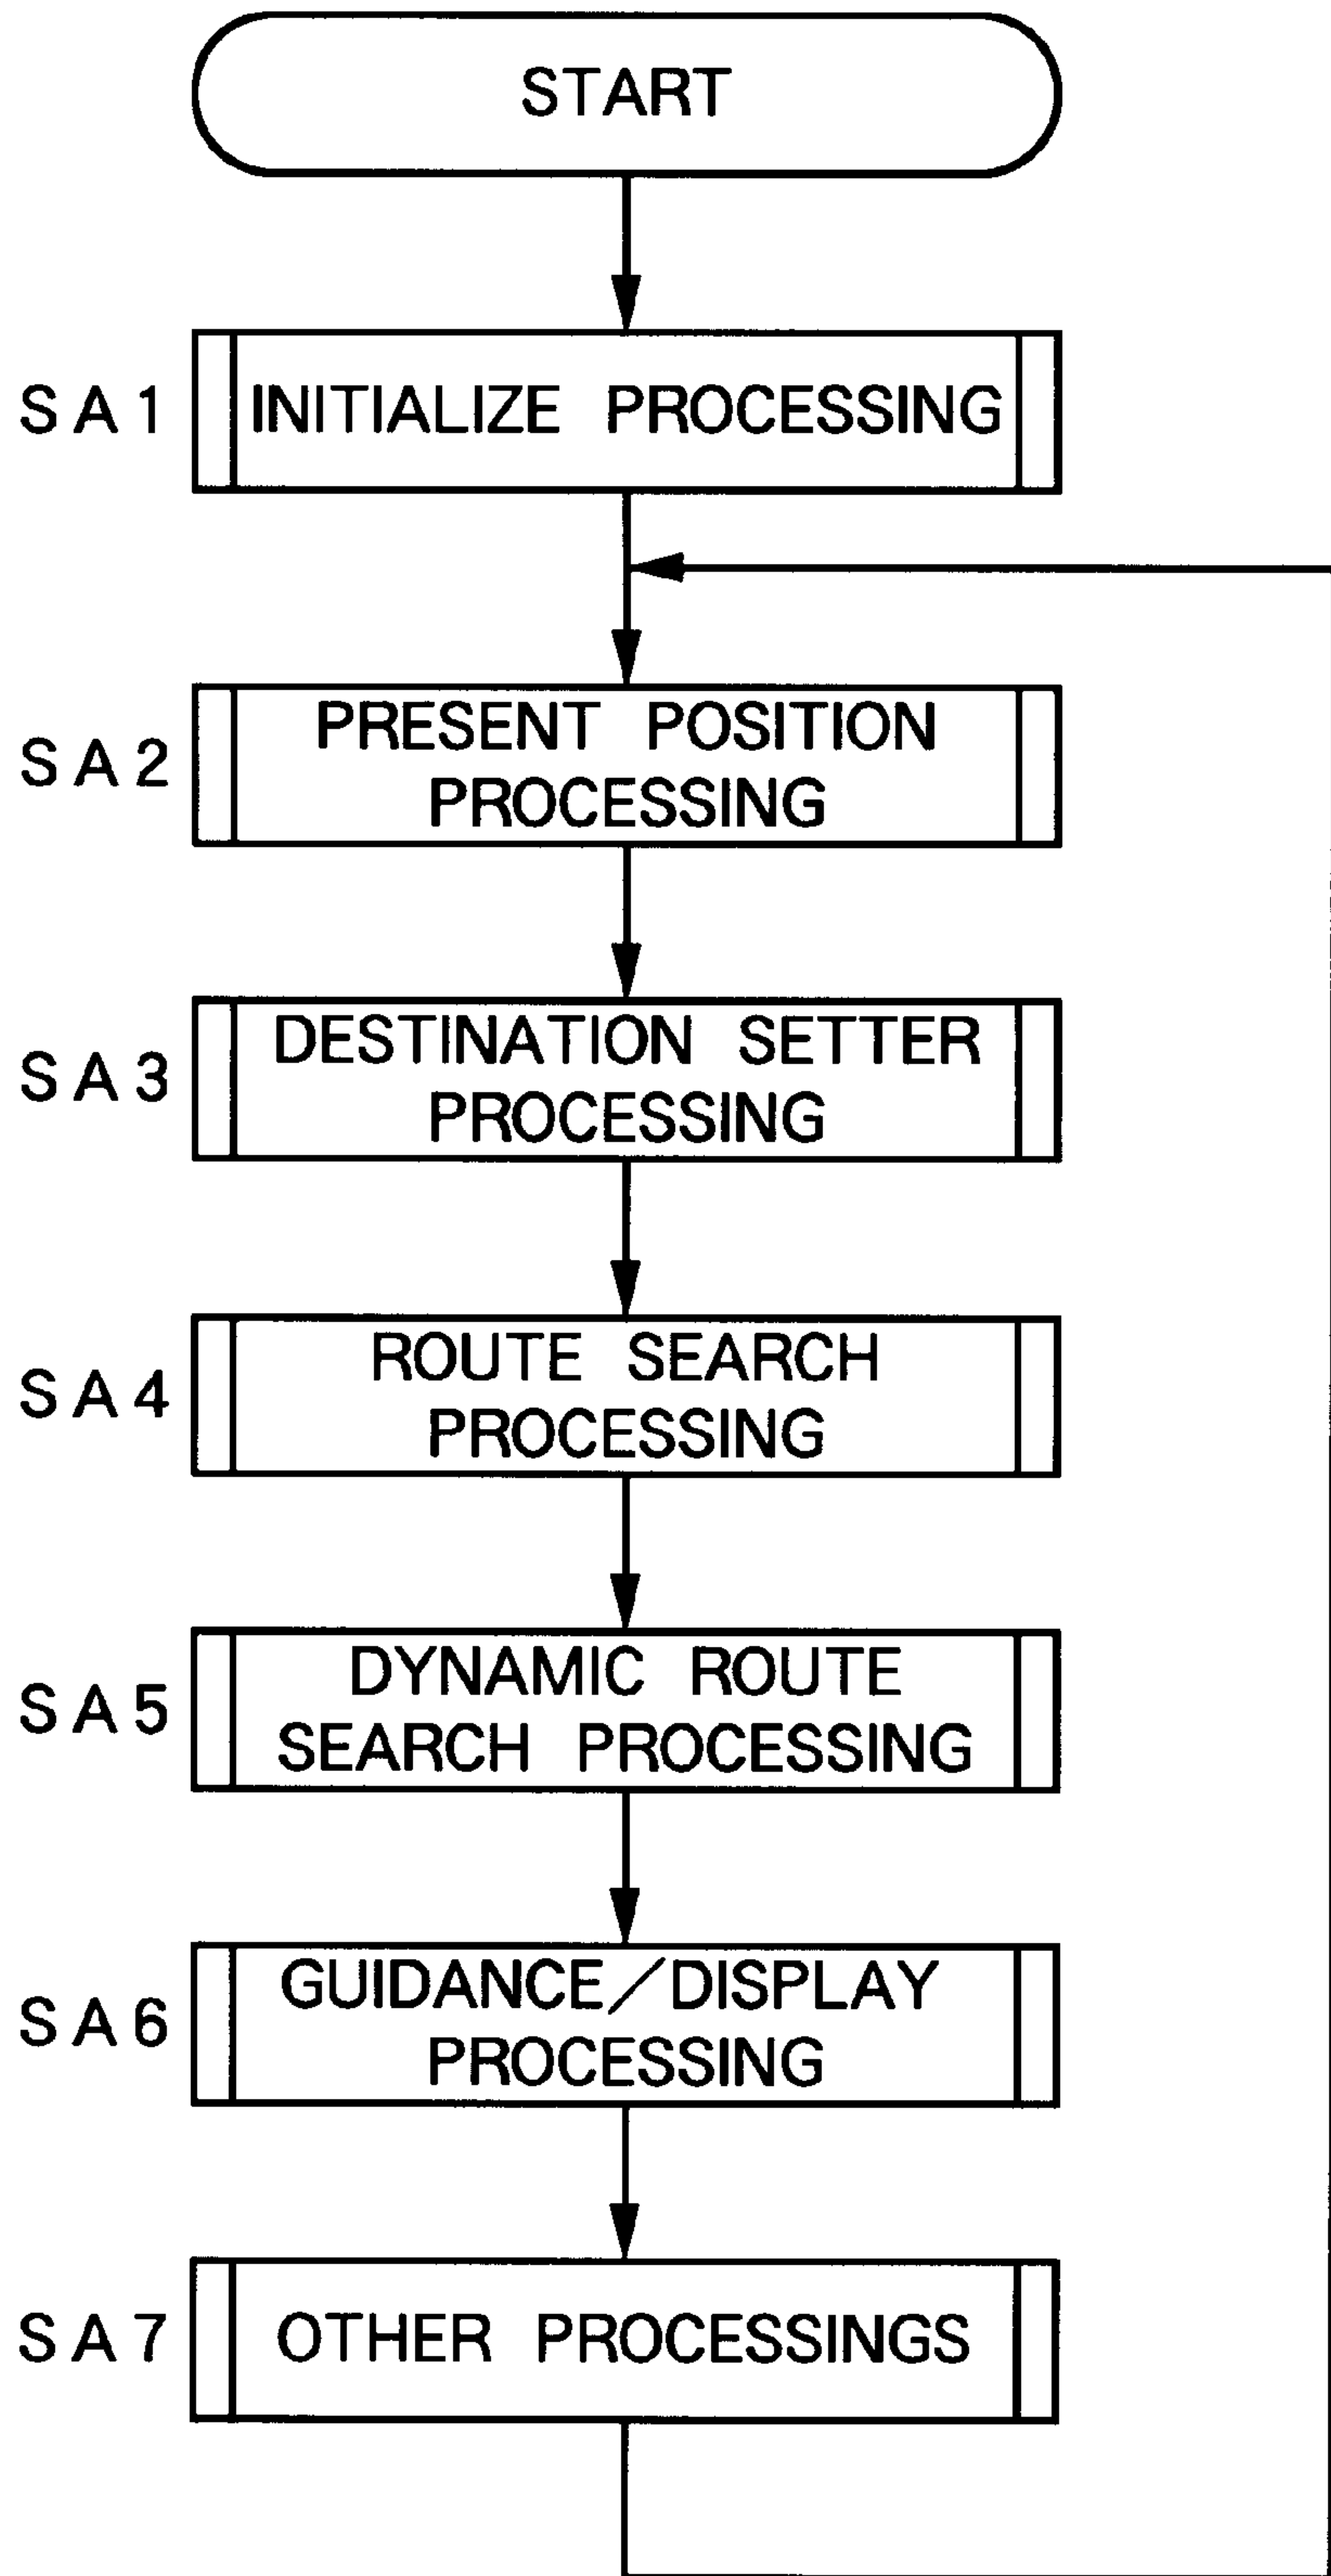 START
SA1
INITIALIZE PROCESSING
SA2
PRESENT POSITION
PROCESSING
SA3
DESTINATION SETTER
PROCESSING
SA4
ROUTE SEARCH
PROCESSING
SA5
DYNAMIC ROUTE
SEARCH PROCESSING
SA6
GUIDANCE/DISPLAY
PROCESSING
SA7
OTHER PROCESSINGS